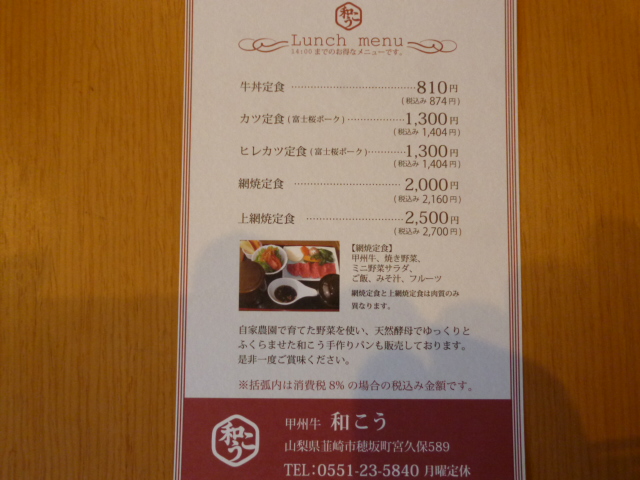 和こう
Lunch menu
14:00までのお得なメニューです。
牛丼定食 810円
(税込み 874円)
カツ定食(富士桜ポーク) 1,300円
(税込み 1,404円)
ヒレカツ定食(富士桜ポーク) 1,300円
(税込み 1,404円)
網焼定食 2,000円
(税込み 2,160円)
上網焼定食 2,500円
(税込み 2,700円)
【網焼定食】
甲州牛、焼き野菜、
ミニ野菜サラダ、
ご飯、みそ汁、フルーツ
網焼定食と上網焼定食は肉質のみ
異なります。
自家農園で育てた野菜を使い、天然酵母でゆっくりと
ふくらませた和こう手作りパンも販売しております。
是非一度ご賞味ください。
※括弧内は消費税8%の場合の税込み金額です。
和こう
甲州牛 和こう
山梨県韮崎市穂坂町宮久保589
TEL:0551-23-5840 月曜定休